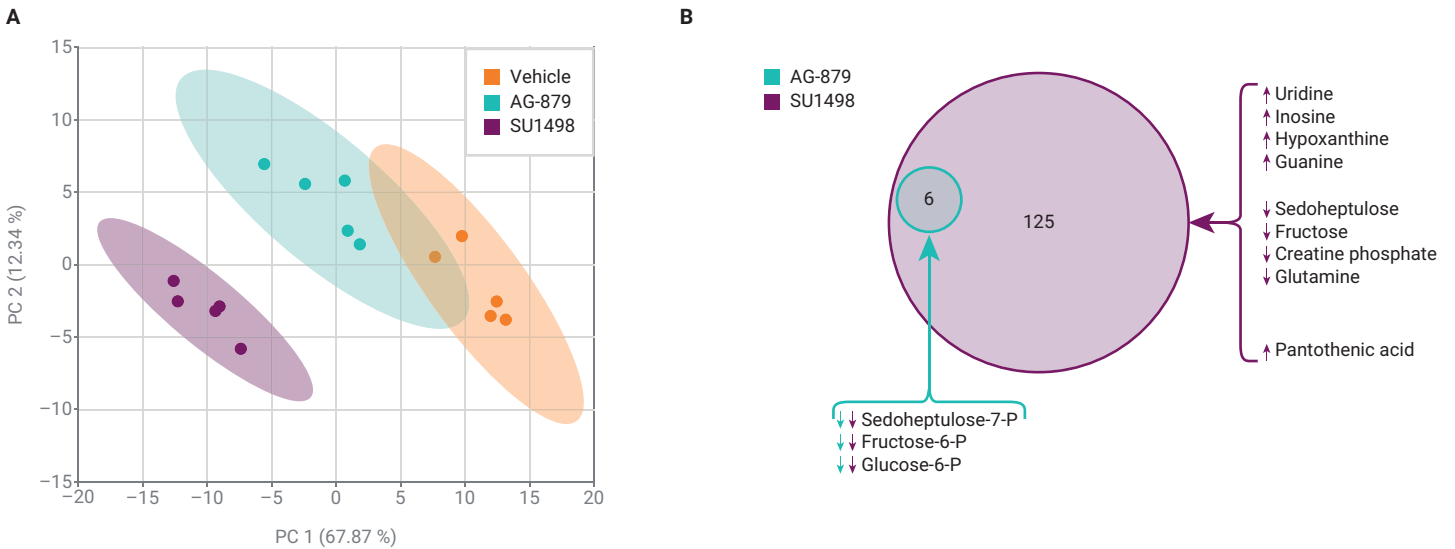 A
15
10
5
0
−5
−10
−15
−20
−15
−10
−5
0
5
10
15
20
PC 2 (12.34 %)
PC 1 (67.87 %)
Vehicle
AG-879
SU1498
B
AG-879
SU1498
6
125
Uridine
Inosine
Hypoxanthine
Guanine
Sedoheptulose
Fructose
Creatine phosphate
Glutamine
Pantothenic acid
Sedoheptulose-7-P
Fructose-6-P
Glucose-6-P